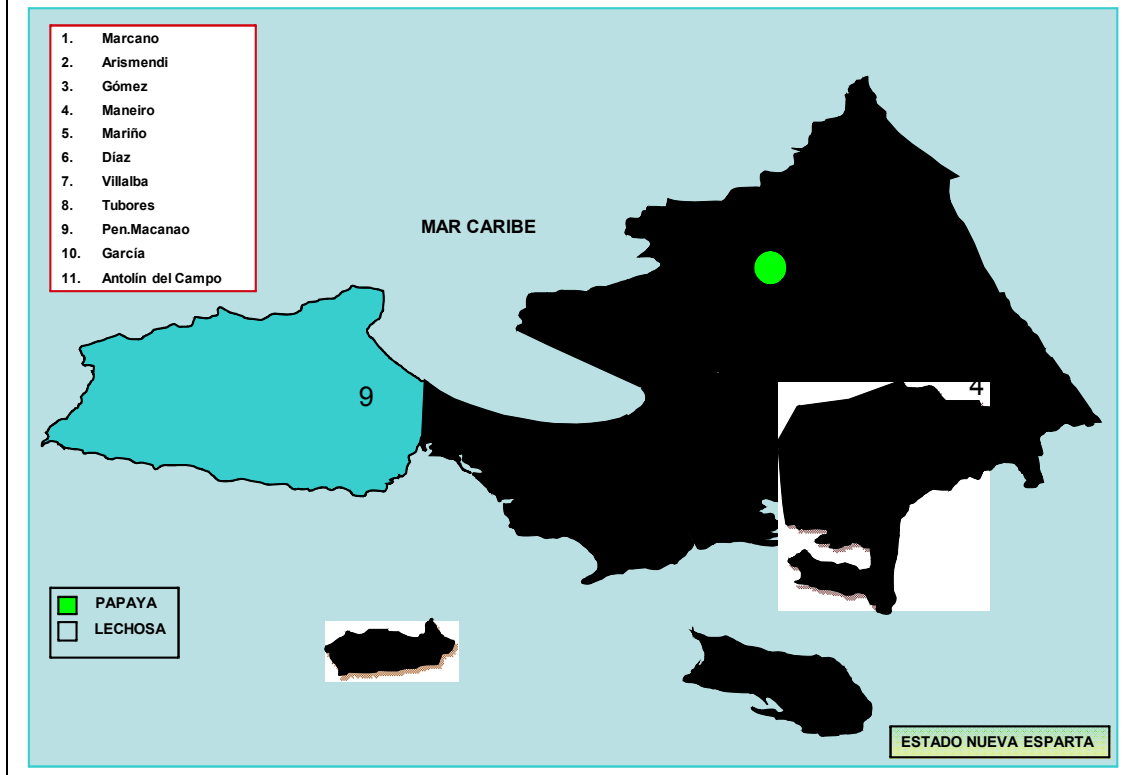 1. Marcano
2. Arismendi
3. Gómez
4. Maneiro
5. Mariño
6. Díaz
7. Villalba
8. Tubores
9. Pen.Macanao
10. García
11. Antolín del Campo
MAR CARIBE
9
4
PAPAYA
LECHOSA
ESTADO NUEVA ESPARTA